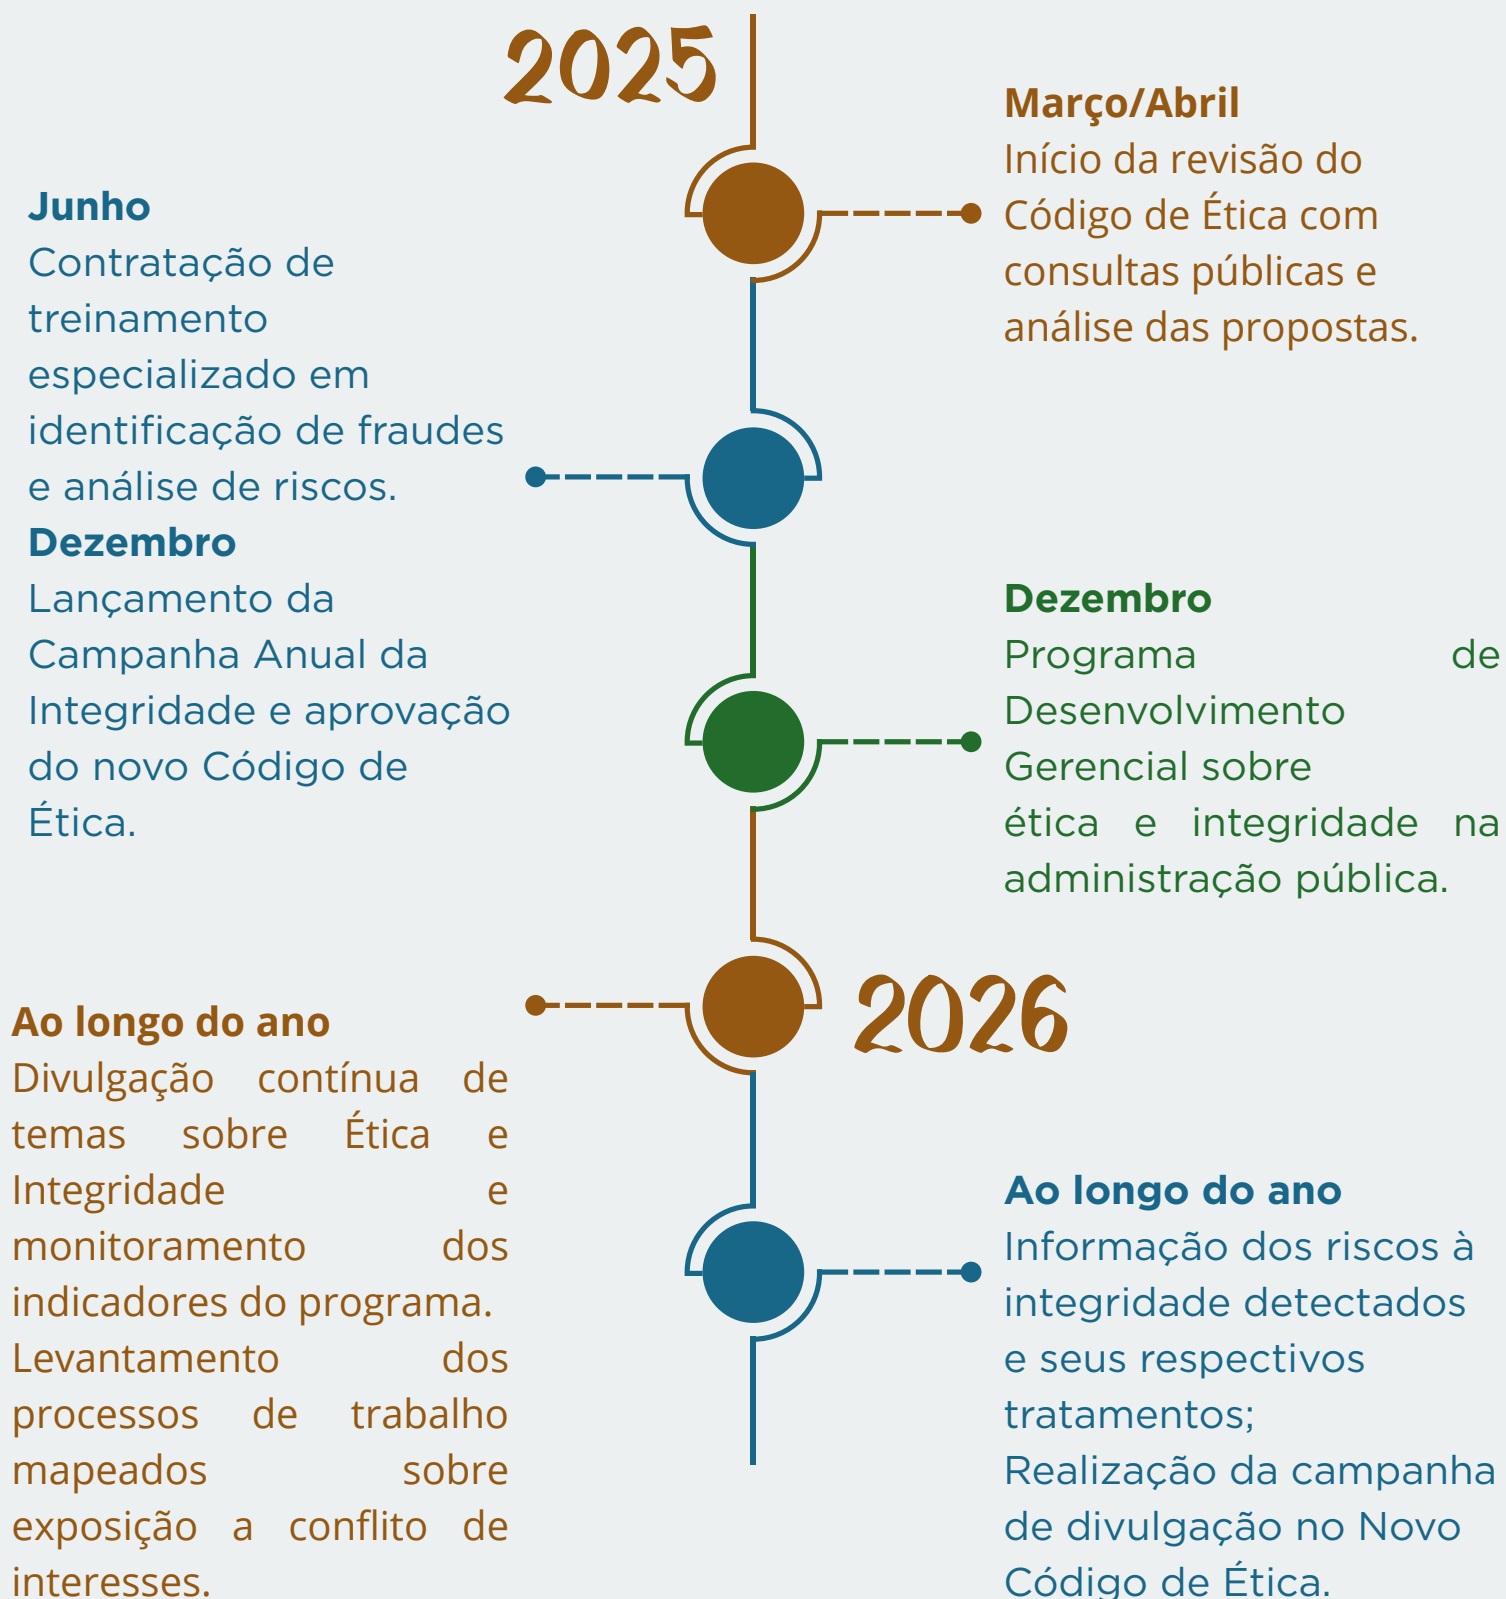 2025
Março/Abril
Início da revisão do
Código de Ética com
consultas públicas e
análise das propostas.
Junho
Contratação de
treinamento
especializado em
identificação de fraudes
e análise de riscos.
Dezembro
Lançamento da
Campanha Anual da
Integridade e aprovação
do novo Código de
Ética.
Dezembro
Programa de
Desenvolvimento
Gerencial sobre
ética e integridade na
administração pública.
2026
Ao longo do ano
Divulgação contínua de
temas sobre Ética e
Integridade e
monitoramento dos
indicadores do programa.
Levantamento dos
processos de trabalho
mapeados sobre
exposição a conflito de
interesses.
Ao longo do ano
Informação dos riscos à
integridade detectados
e seus respectivos
tratamentos;
Realização da campanha
de divulgação no Novo
Código de Ética.